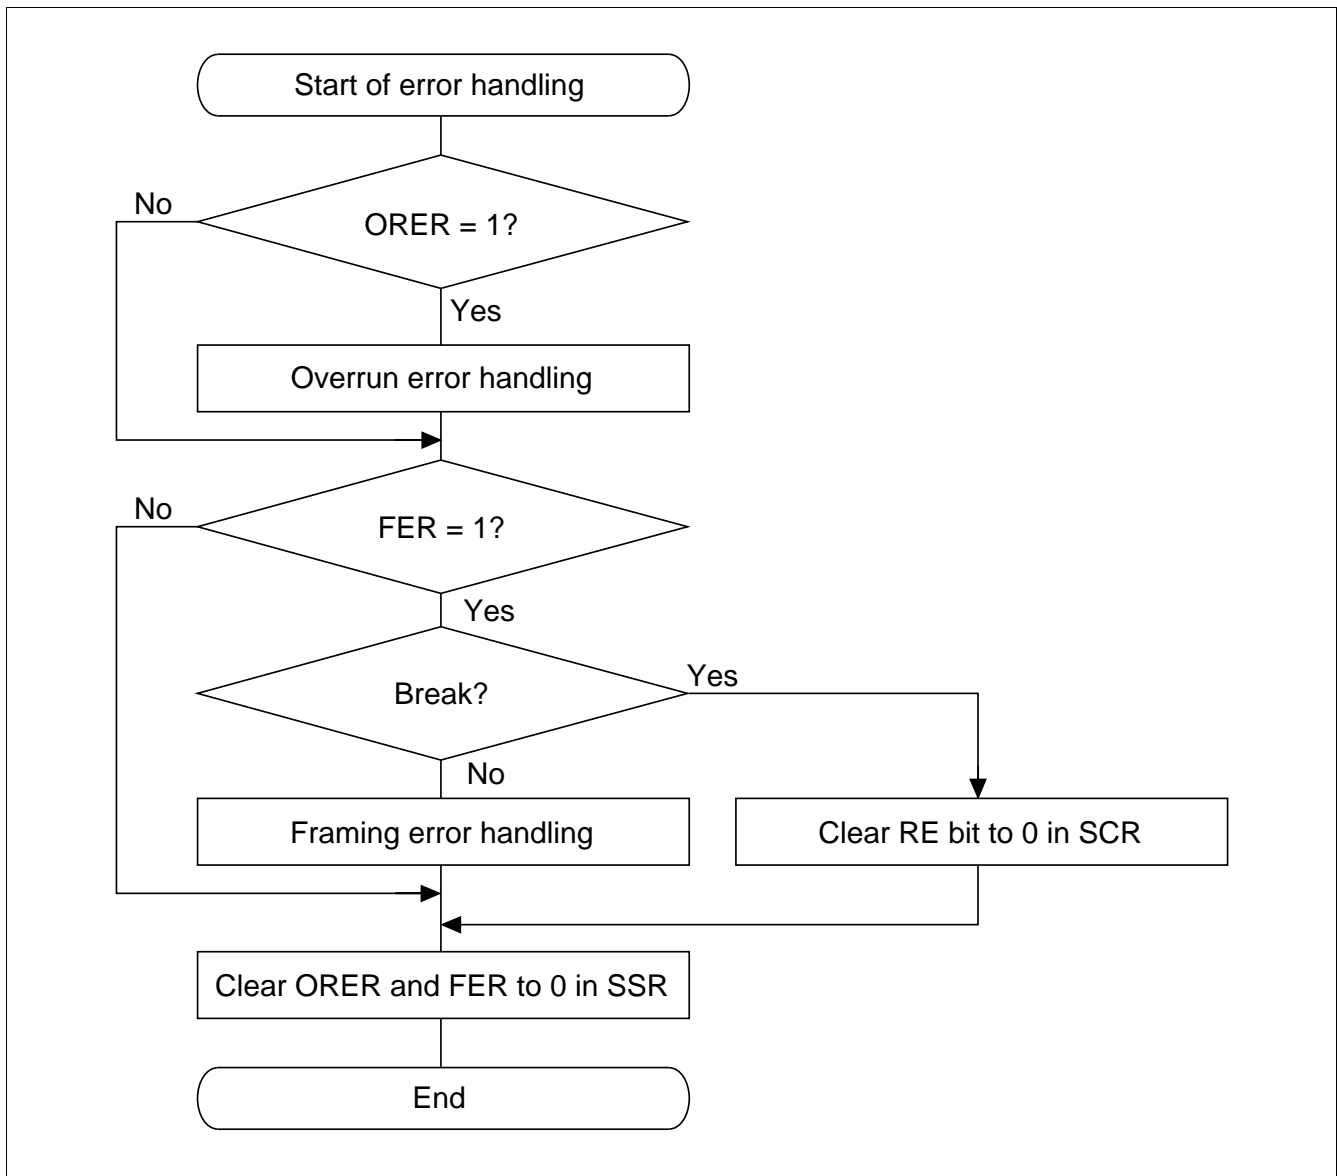 Start of error handling
No
ORER = 1?
Yes
Overrun error handling
No
FER = 1?
Yes
Break?
Yes
No
Framing error handling
Clear RE bit to 0 in SCR
Clear ORER and FER to 0 in SSR
End